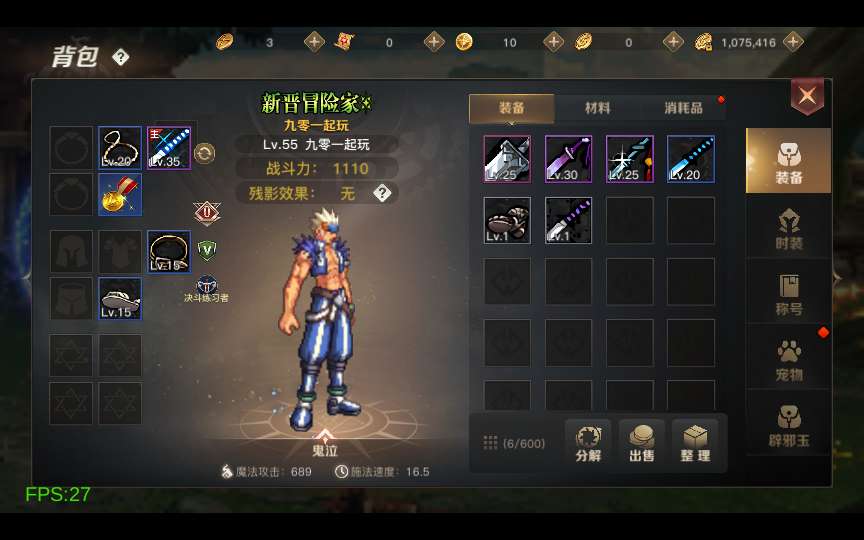 背包 ?
3 0 10 0 1,075,416
新晋冒险家
九零一起玩
Lv.55 九零一起玩
战斗力: 1110
残影效果: 无 ?
Lv.20 Lv.35
Lv.15
Lv.15
决斗练习者
鬼泣
魔法攻击: 689 施法速度: 16.5
装备 材料 消耗品
Lv.25 Lv.30 Lv.25 Lv.20
Lv.1 Lv.1
(6/600) 分解 出售 整理
装备
时装
称号
宠物
辟邪玉
FPS:27